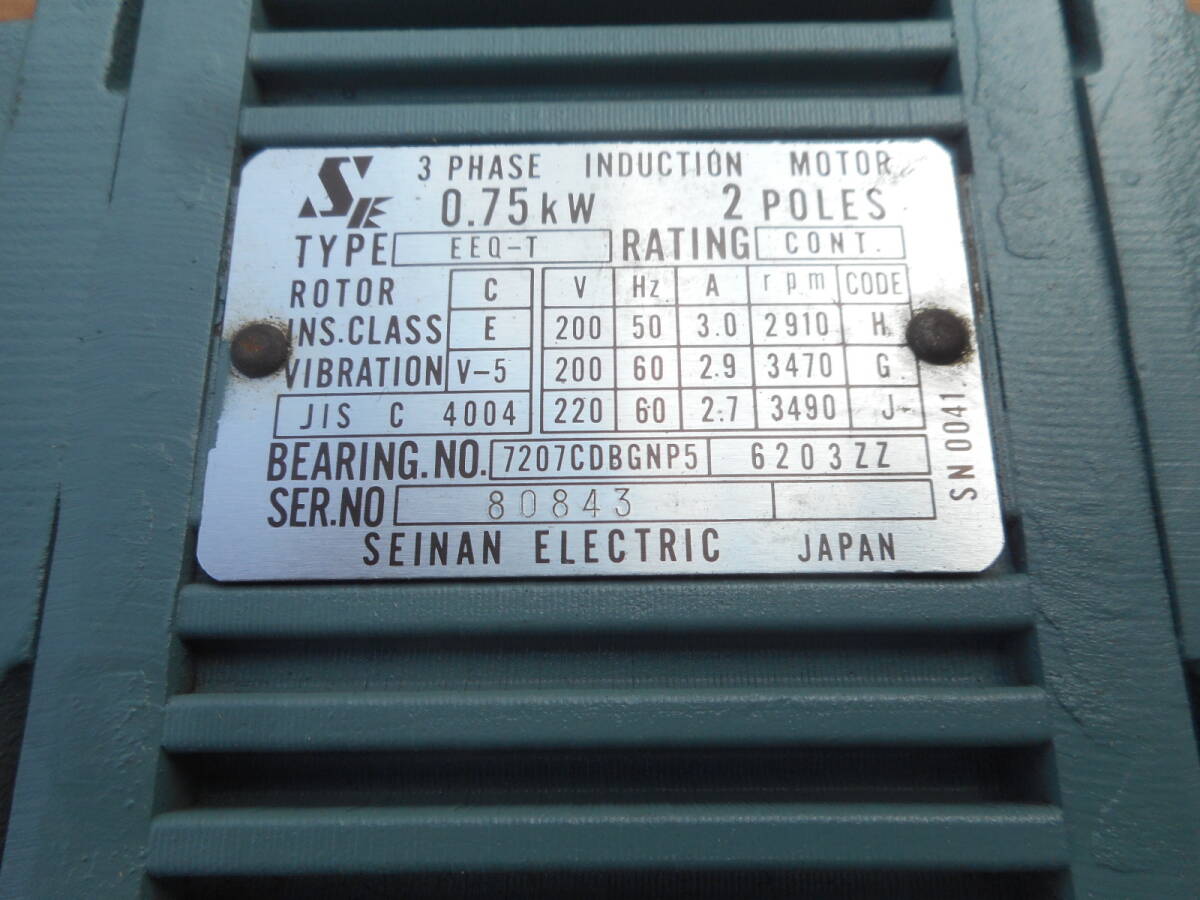 SE
3 PHASE INDUCTION MOTOR
0.75kW 2 POLES
TYPE EEQ-T RATING CONT.
ROTOR C V Hz A rpm CODE
INS.CLASS E 200 50 3.0 2910 H
VIBRATION V-5 200 60 2.9 3470 G
JIS C 4004 220 60 2.7 3490 J
BEARING.NO. 7207CDBGNP5 6203ZZ
SER.NO 80843
SEINAN ELECTRIC JAPAN
SN 0041.